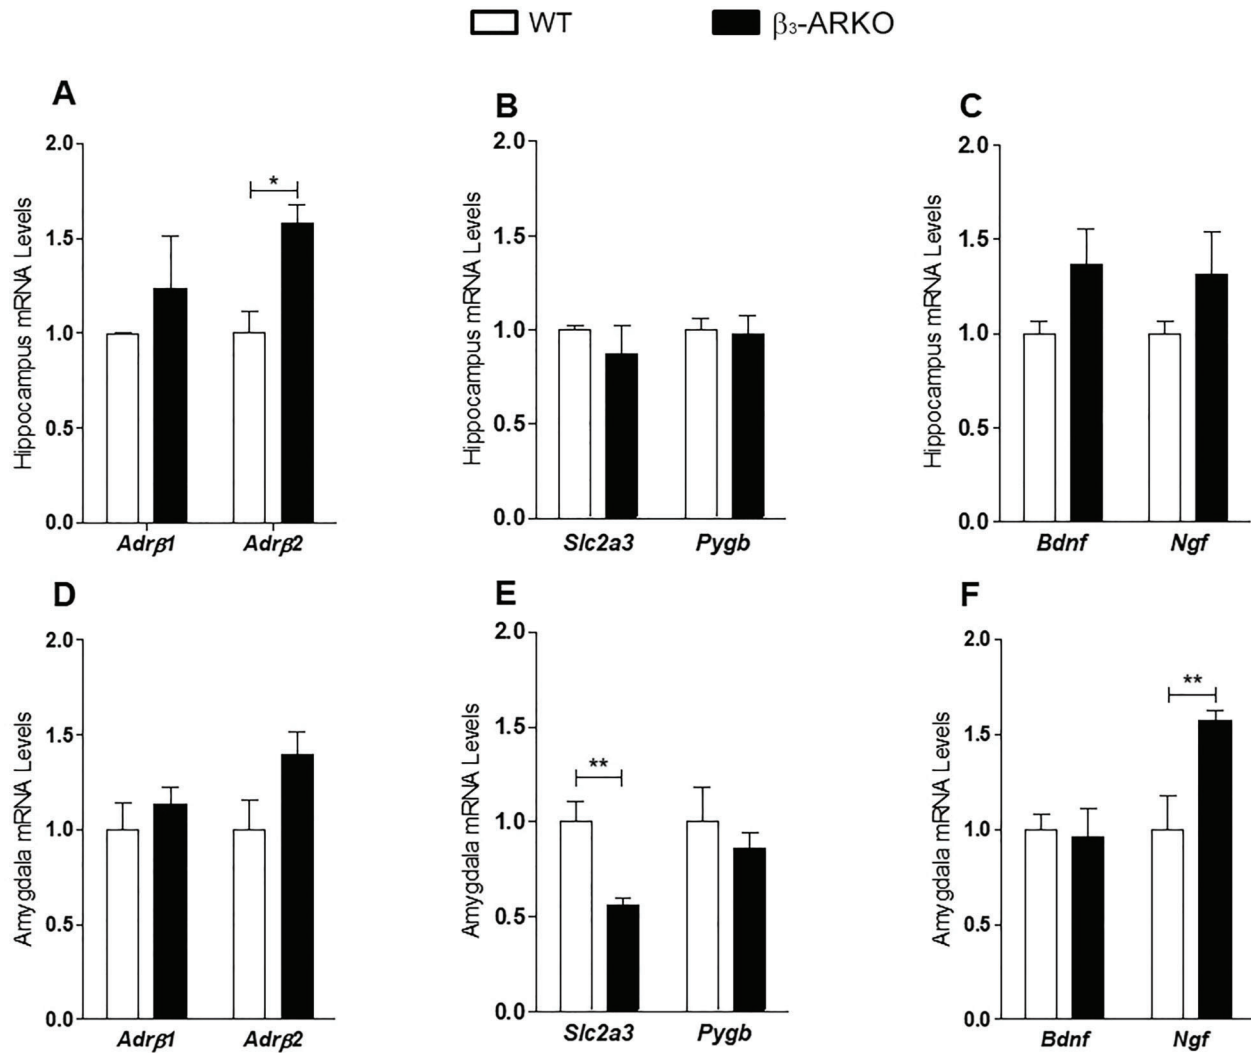 WT β₃-ARKO
A
Hippocampus mRNA Levels
2.0
1.5
1.0
0.5
0.0
*
Adrβ1 Adrβ2
B
Hippocampus mRNA Levels
2.0
1.5
1.0
0.5
0.0
Slc2a3 Pygb
C
Hippocampus mRNA Levels
2.0
1.5
1.0
0.5
0.0
Bdnf Ngf
D
Amygdala mRNA Levels
2.0
1.5
1.0
0.5
0.0
Adrβ1 Adrβ2
E
Amygdala mRNA Levels
2.0
1.5
1.0
0.5
0.0
**
Slc2a3 Pygb
F
Amygdala mRNA Levels
2.0
1.5
1.0
0.5
0.0
**
Bdnf Ngf